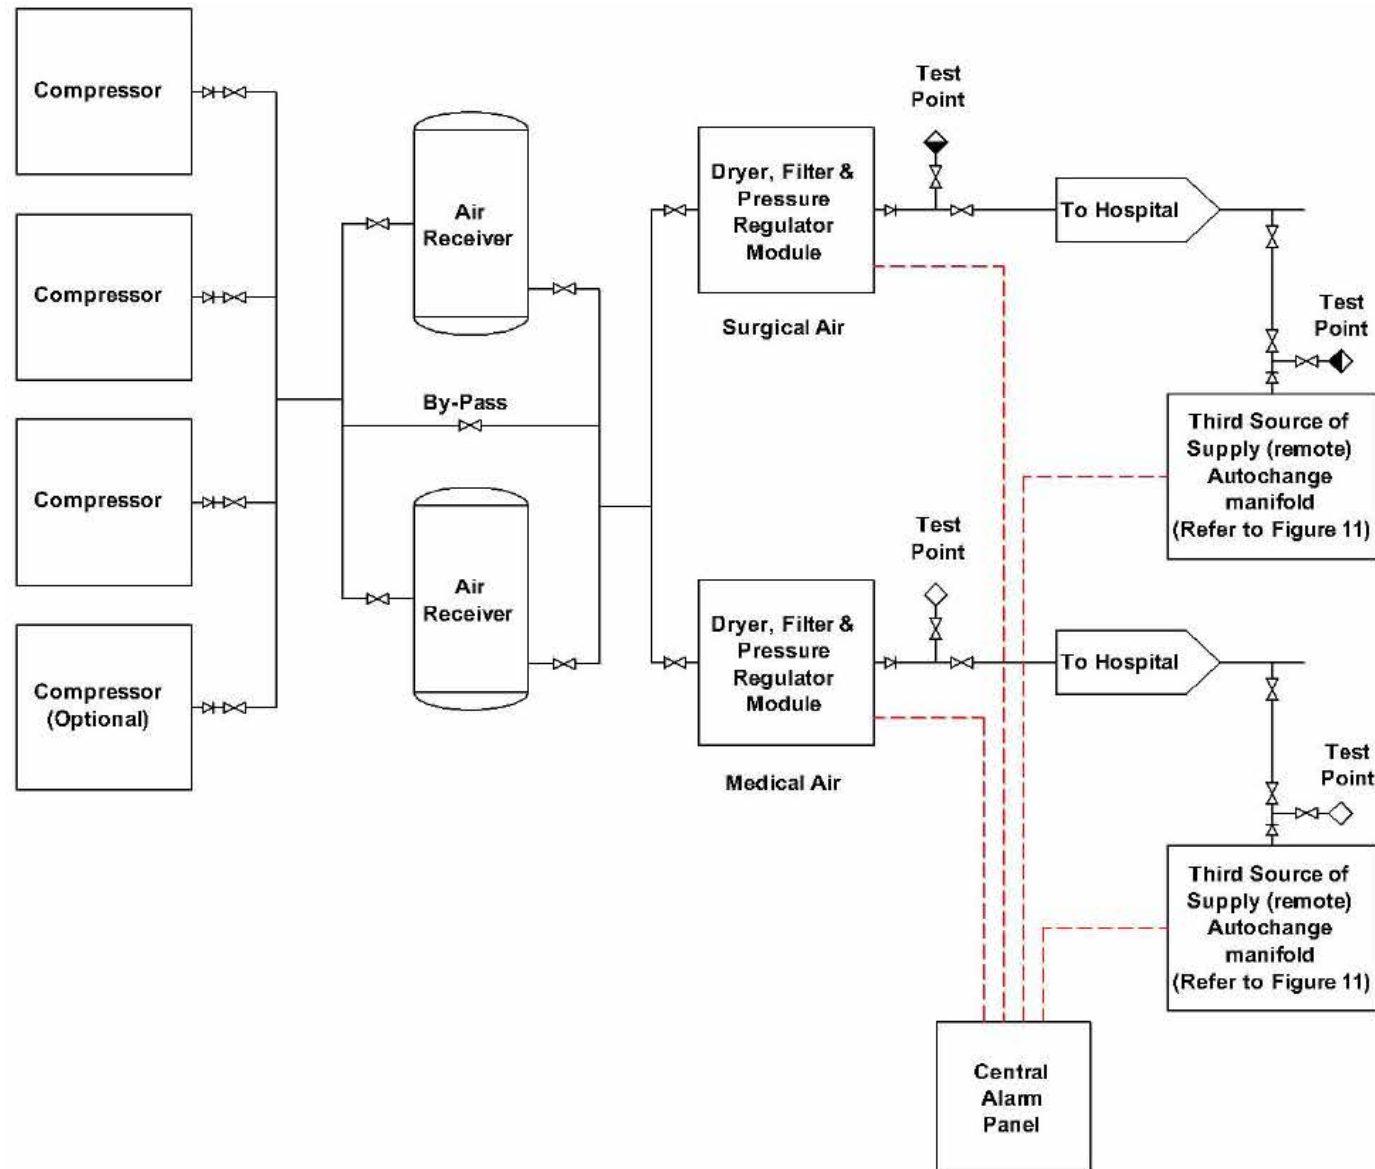 Compressor
Compressor
Compressor
Compressor
(Optional)
Air
Receiver
By-Pass
Air
Receiver
Dryer, Filter &
Pressure
Regulator
Module
Surgical Air
Test
Point
To Hospital
Test
Point
Third Source of
Supply (remote)
Autochange
manifold
(Refer to Figure 11)
Dryer, Filter &
Pressure
Regulator
Module
Medical Air
Test
Point
To Hospital
Test
Point
Third Source of
Supply (remote)
Autochange
manifold
(Refer to Figure 11)
Central
Alarm
Panel